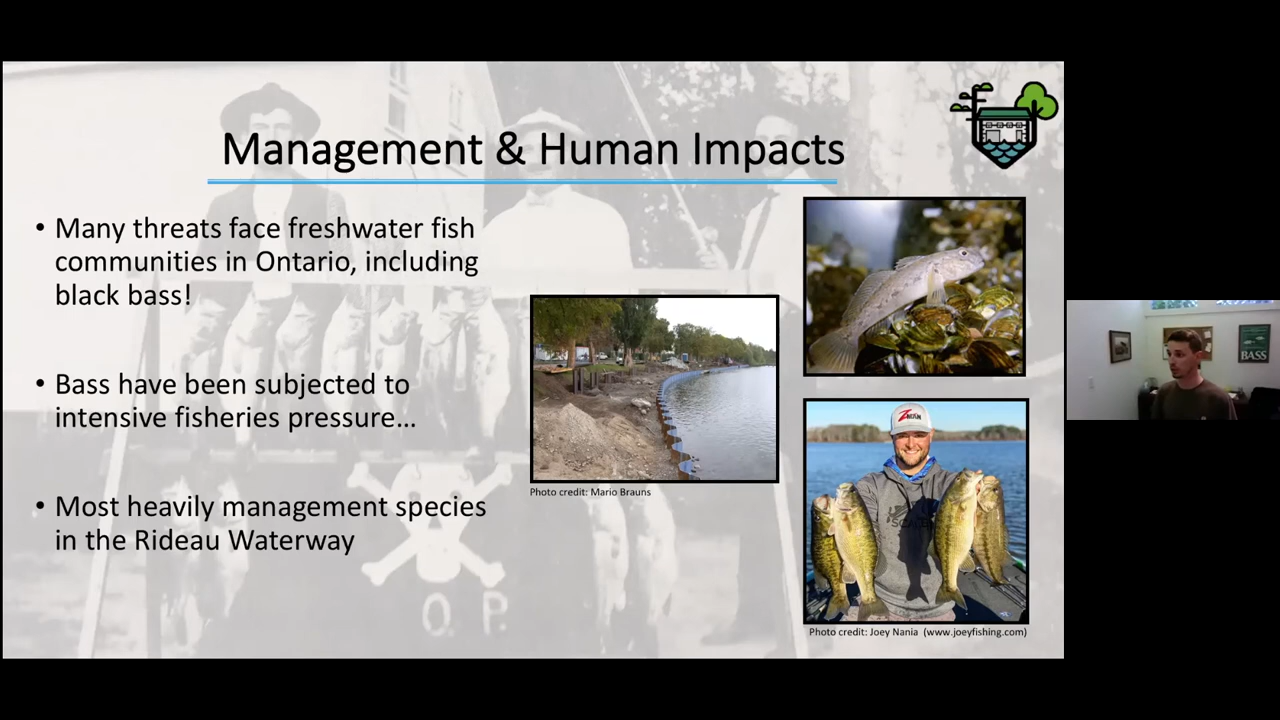 Management & Human Impacts
• Many threats face freshwater fish
communities in Ontario, including
black bass!
• Bass have been subjected to
intensive fisheries pressure…
• Most heavily management species
in the Rideau Waterway
Photo credit: Mario Brauns
Photo credit: Joey Nania (www.joeyfishing.com)
O.P.
BASS